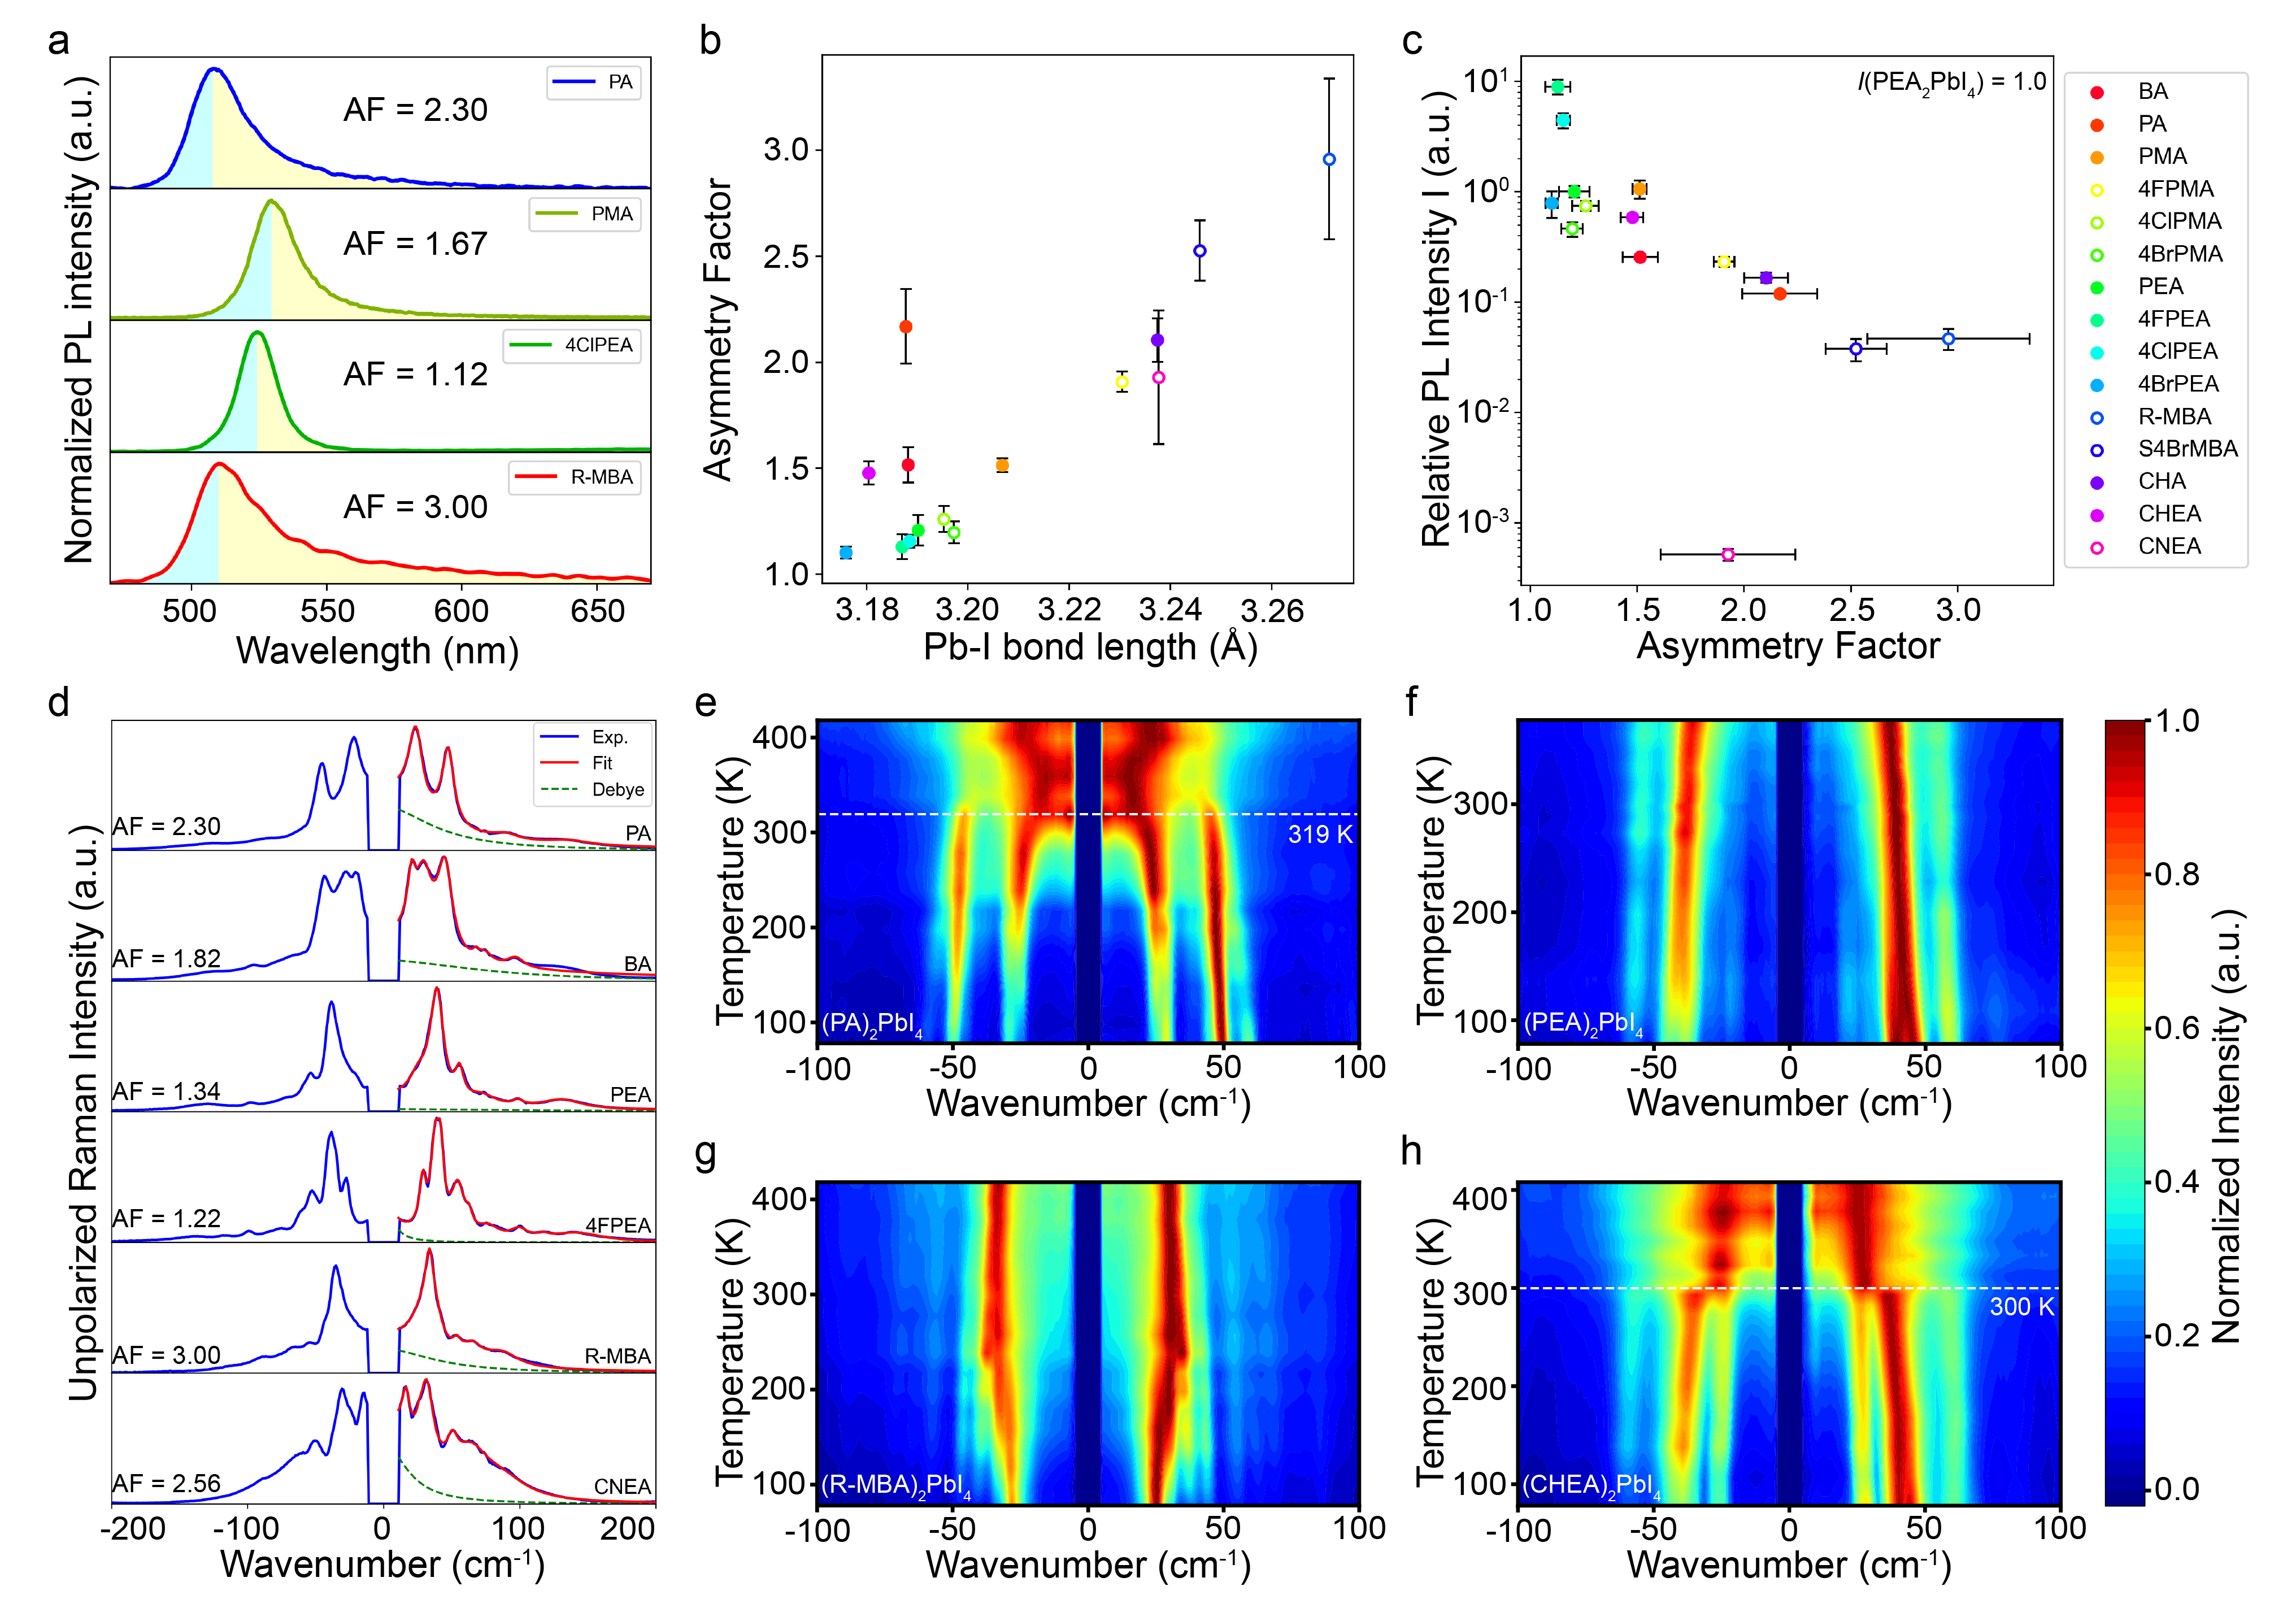 a
Normalized PL intensity (a.u.)
PA
AF = 2.30
PMA
AF = 1.67
4ClPEA
AF = 1.12
R-MBA
AF = 3.00
500 550 600 650
Wavelength (nm)
b
Asymmetry Factor
3.0
2.5
2.0
1.5
1.0
3.18 3.20 3.22 3.24 3.26
Pb-I bond length (Å)
c
Relative PL Intensity I (a.u.)
I(PEA₂PbI₄) = 1.0
10¹
10⁰
10⁻¹
10⁻²
10⁻³
1.0 1.5 2.0 2.5 3.0
Asymmetry Factor
BA
PA
PMA
4FPMA
4ClPMA
4BrPMA
PEA
4FPEA
4ClPEA
4BrPEA
R-MBA
S4BrMBA
CHA
CHEA
CNEA
d
Unpolarized Raman Intensity (a.u.)
Exp.
Fit
Debye
AF = 2.30 PA
AF = 1.82 BA
AF = 1.34 PEA
AF = 1.22 4FPEA
AF = 3.00 R-MBA
AF = 2.56 CNEA
-200 -100 0 100 200
Wavenumber (cm⁻¹)
e
Temperature (K)
400
300
200
100
319 K
(PA)₂PbI₄
-100 -50 0 50 100
Wavenumber (cm⁻¹)
f
Temperature (K)
300
200
100
(PEA)₂PbI₄
-100 -50 0 50 100
Wavenumber (cm⁻¹)
g
Temperature (K)
400
300
200
100
(R-MBA)₂PbI₄
-100 -50 0 50 100
Wavenumber (cm⁻¹)
h
Temperature (K)
400
300
200
100
300 K
(CHEA)₂PbI₄
-100 -50 0 50 100
Wavenumber (cm⁻¹)
1.0
0.8
0.6
0.4
0.2
0.0
Normalized Intensity (a.u.)